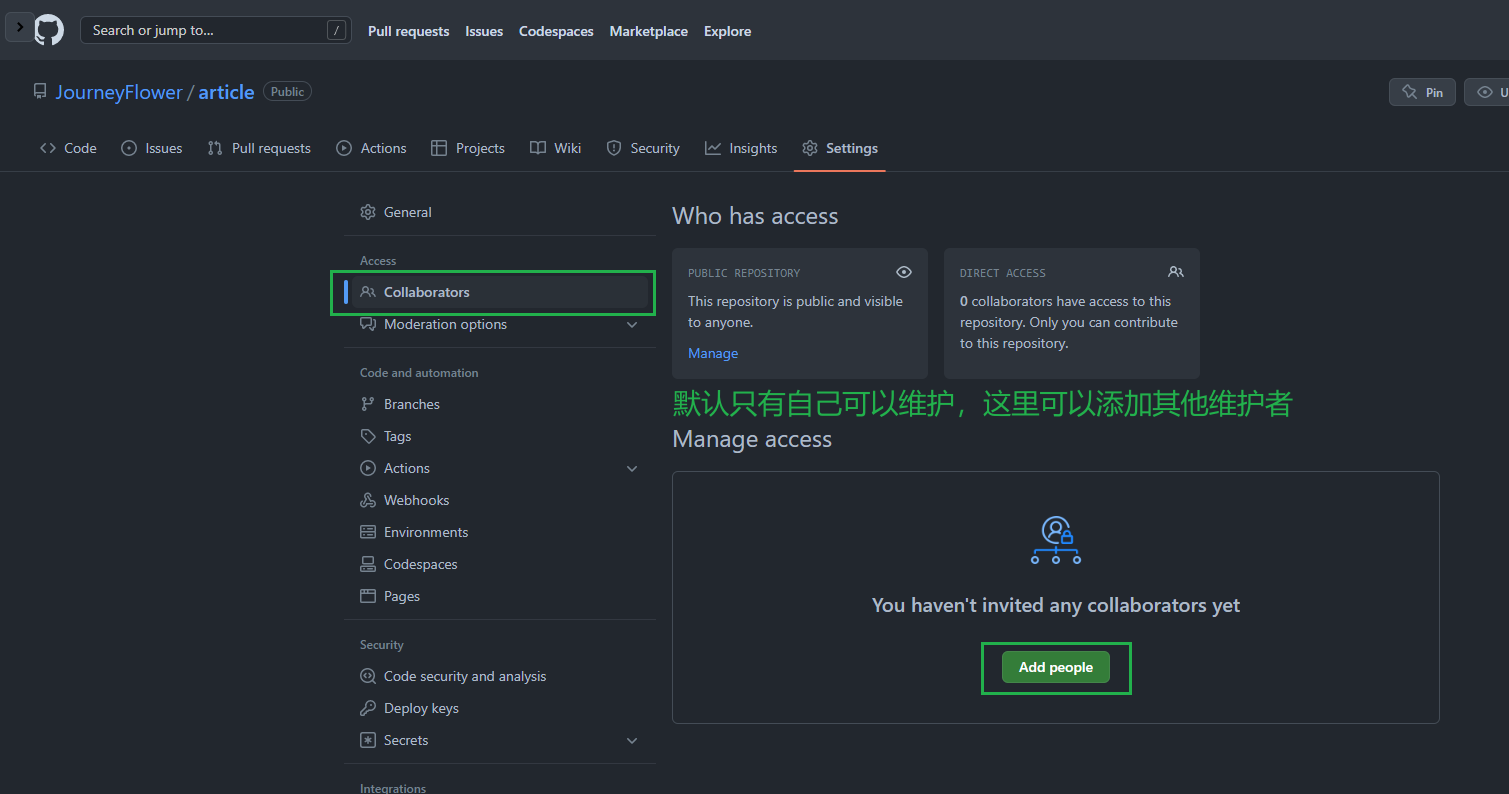 Search or jump to... /
Pull requests Issues Codespaces Marketplace Explore
JourneyFlower / article Public
Pin
U
Code Issues Pull requests Actions Projects Wiki Security Insights Settings
General
Access
Collaborators
Moderation options
Code and automation
Branches
Tags
Actions
Webhooks
Environments
Codespaces
Pages
Security
Code security and analysis
Deploy keys
Secrets
Integrations
Who has access
PUBLIC REPOSITORY
This repository is public and visible
to anyone.
Manage
DIRECT ACCESS
0 collaborators have access to this
repository. Only you can contribute
to this repository.
默认只有自己可以维护，这里可以添加其他维护者
Manage access
You haven't invited any collaborators yet
Add people